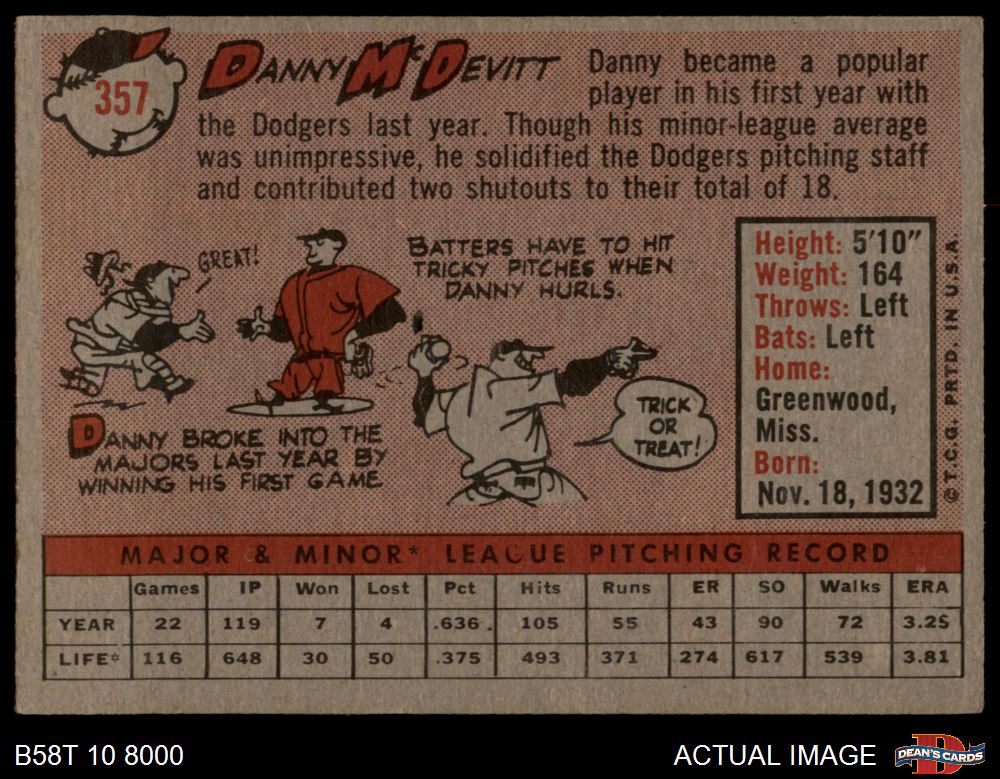 357
DANNY McDEVITT
Danny became a popular
player in his first year with
the Dodgers last year. Though his minor-league average
was unimpressive, he solidified the Dodgers pitching staff
and contributed two shutouts to their total of 18.
GREAT!
DANNY BROKE INTO THE
MAJORS LAST YEAR BY
WINNING HIS FIRST GAME
BATTERS HAVE TO HIT
TRICKY PITCHES WHEN
DANNY HURLS.
TRICK
OR
TREAT!
Height: 5'10"
Weight: 164
Throws: Left
Bats: Left
Home:
Greenwood,
Miss.
Born:
Nov. 18, 1932
© T.C.G. PRTD. IN U.S.A.
MAJOR & MINOR* LEAGUE PITCHING RECORD
Games IP Won Lost Pct Hits Runs ER SO Walks ERA
YEAR 22 119 7 4 .636 105 55 43 90 72 3.25
LIFE* 116 648 30 50 .375 493 371 274 617 539 3.81
B58T 10 8000
ACTUAL IMAGE
DEAN'S CARDS